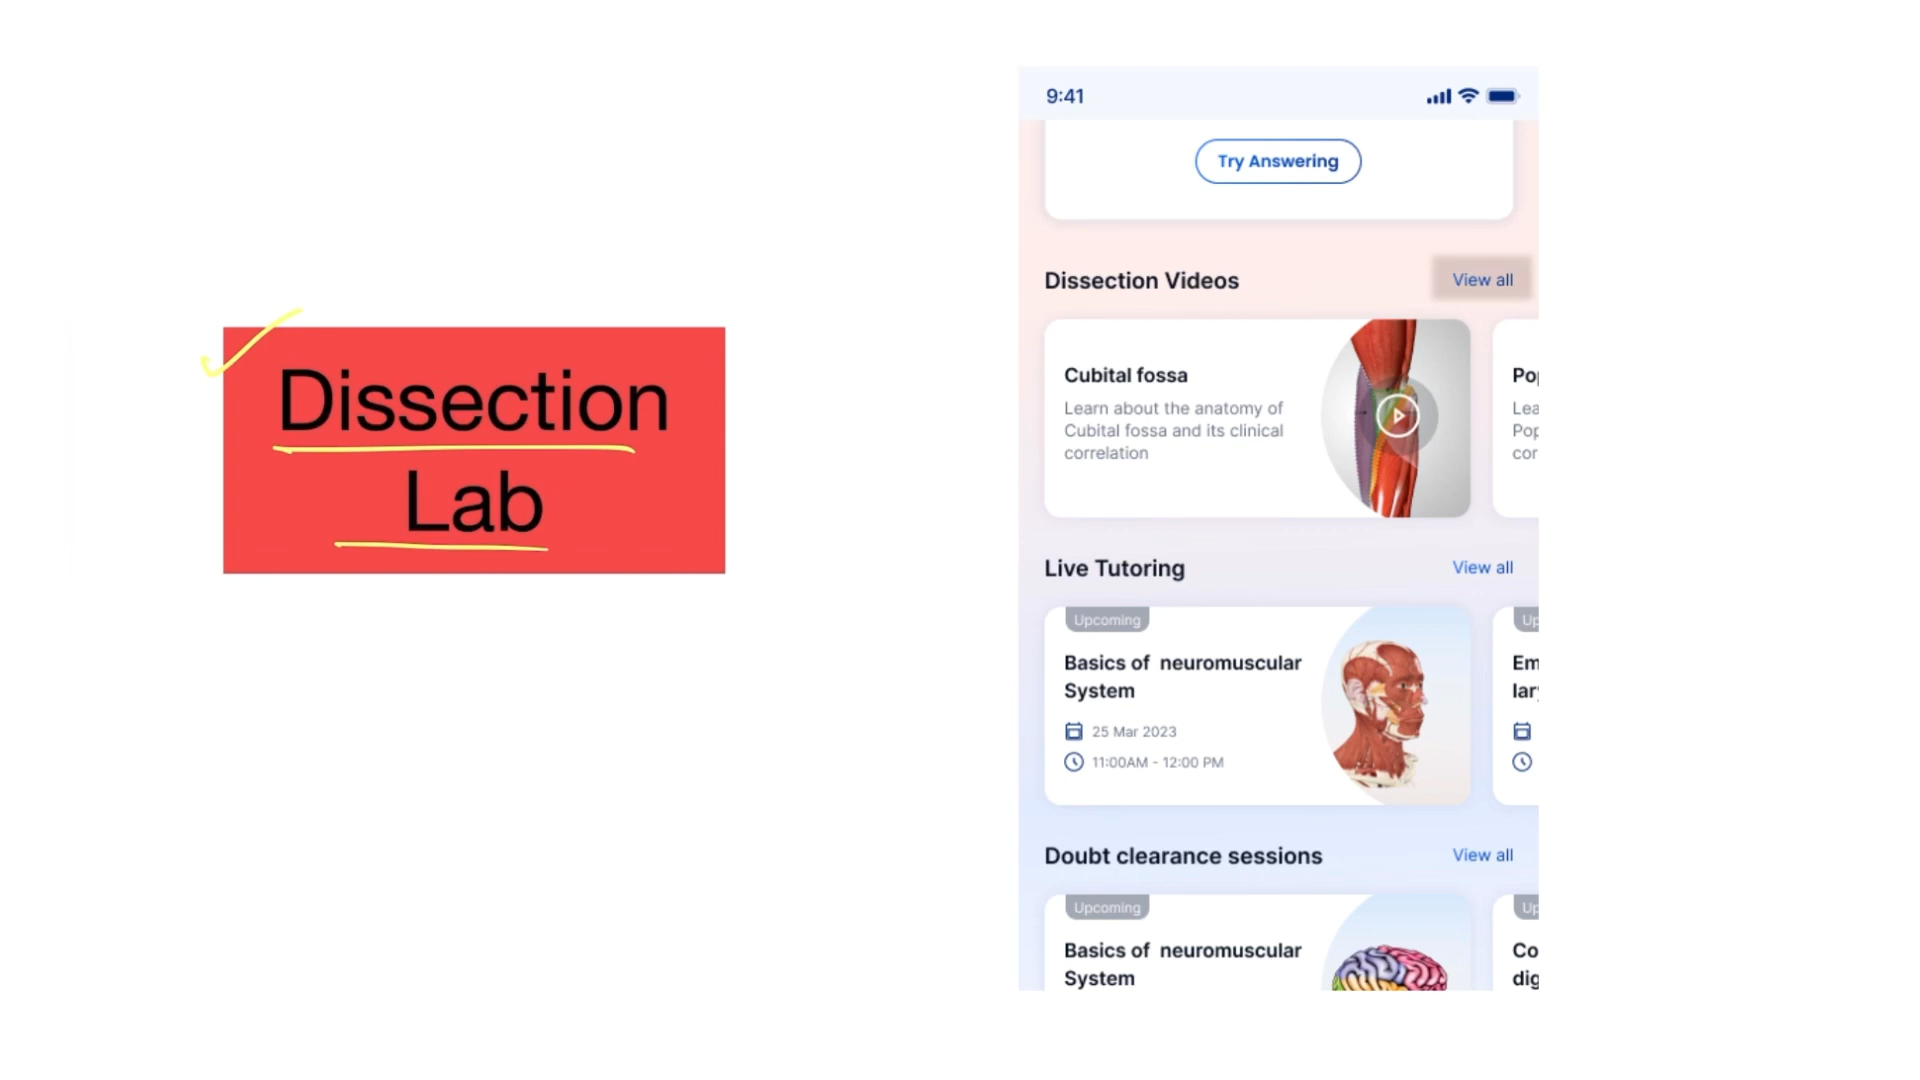 Dissection
Lab
9:41
Try Answering
Dissection Videos
View all
Cubital fossa
Learn about the anatomy of
Cubital fossa and its clinical
correlation
Live Tutoring
View all
Upcoming
Basics of neuromuscular
System
25 Mar 2023
11:00AM - 12:00 PM
Doubt clearance sessions
View all
Upcoming
Basics of neuromuscular
System